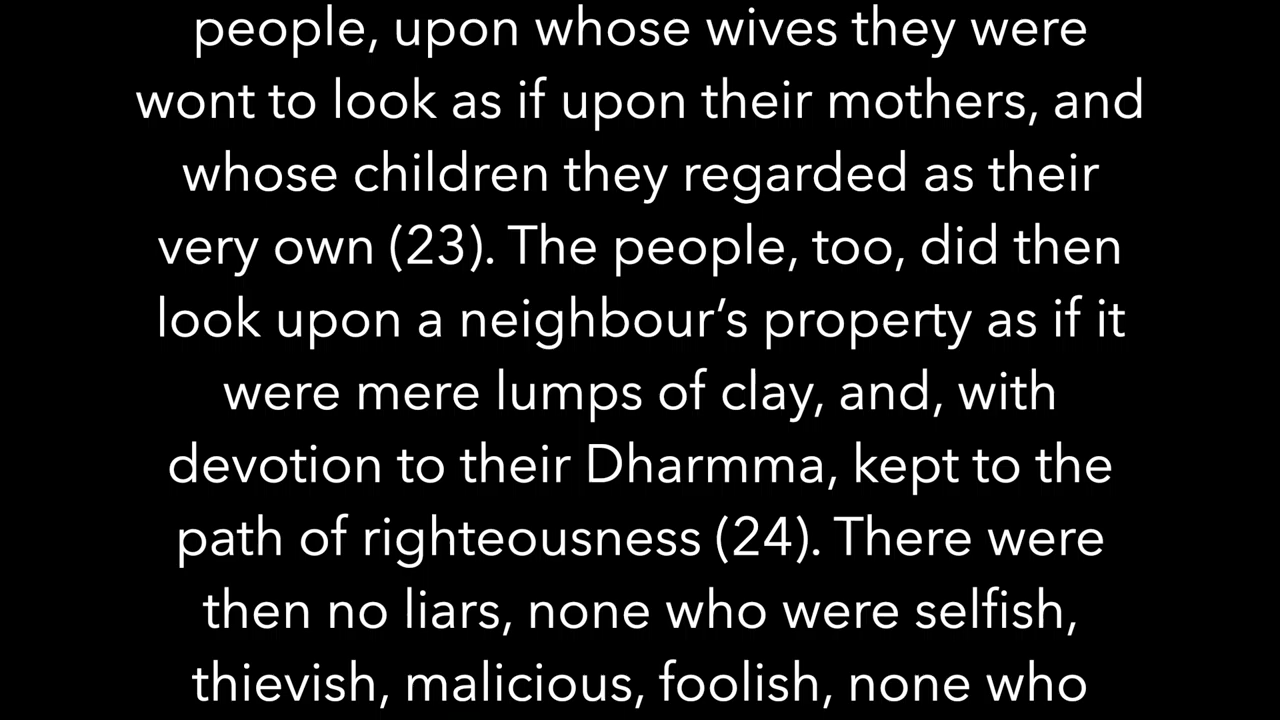 people, upon whose wives they were
wont to look as if upon their mothers, and
whose children they regarded as their
very own (23). The people, too, did then
look upon a neighbour’s property as if it
were mere lumps of clay, and, with
devotion to their Dharmma, kept to the
path of righteousness (24). There were
then no liars, none who were selfish,
thievish, malicious, foolish, none who